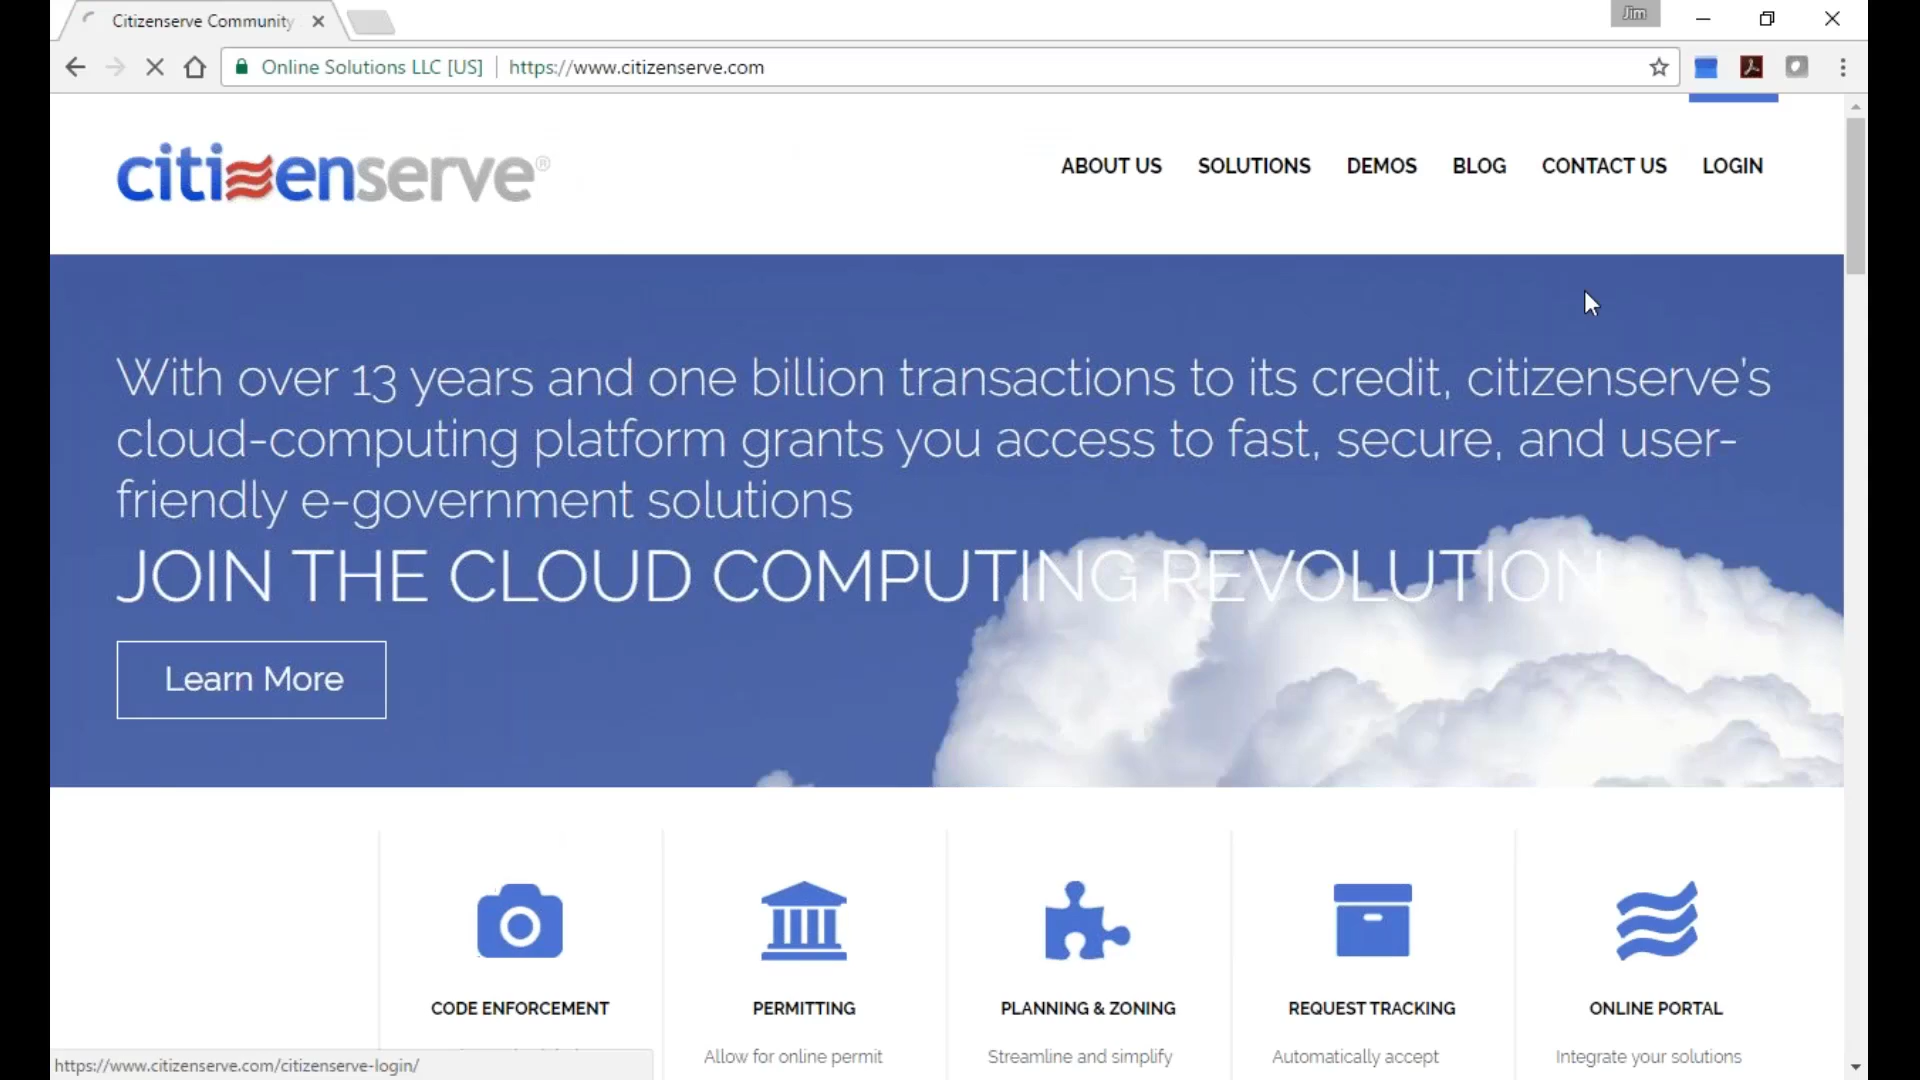 Citizenserve Community
Jim
Online Solutions LLC [US] | https://www.citizenserve.com
citizenserve®
ABOUT US SOLUTIONS DEMOS BLOG CONTACT US LOGIN
With over 13 years and one billion transactions to its credit, citizenserve's
cloud-computing platform grants you access to fast, secure, and user-
friendly e-government solutions
JOIN THE CLOUD COMPUTING REVOLUTION
Learn More
CODE ENFORCEMENT PERMITTING PLANNING & ZONING REQUEST TRACKING ONLINE PORTAL
Allow for online permit Streamline and simplify Automatically accept Integrate your solutions
https://www.citizenserve.com/citizenserve-login/